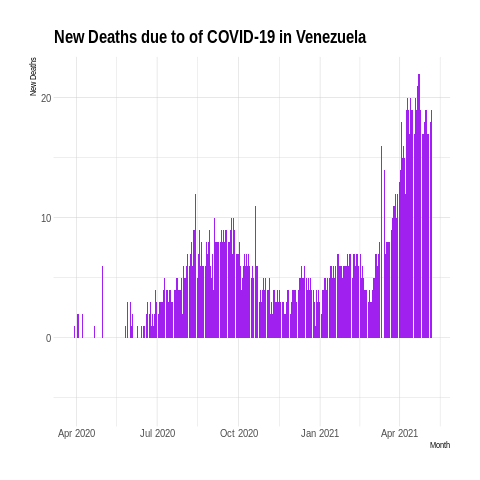 New Deaths due to of COVID-19 in Venezuela
New Deaths
20
10
0
Apr 2020 Jul 2020 Oct 2020 Jan 2021 Apr 2021
Month